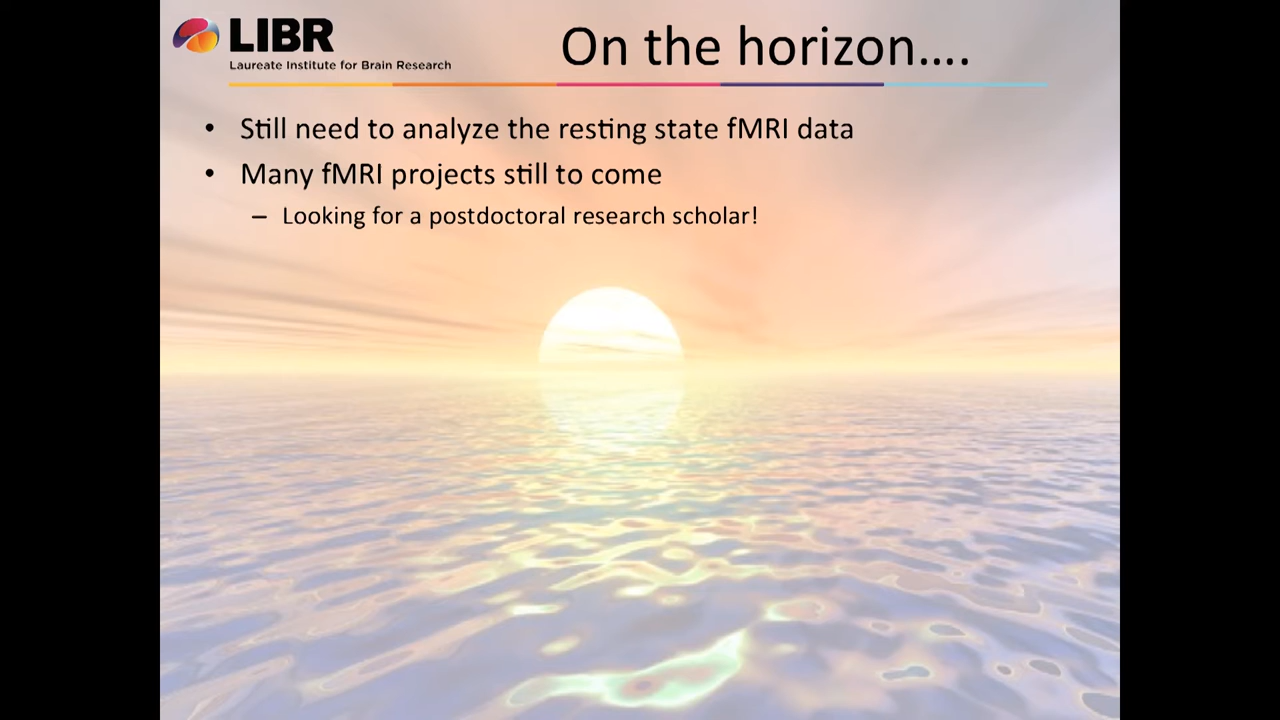 LIBR
Laureate Institute for Brain Research
On the horizon....
• Still need to analyze the resting state fMRI data
• Many fMRI projects still to come
– Looking for a postdoctoral research scholar!